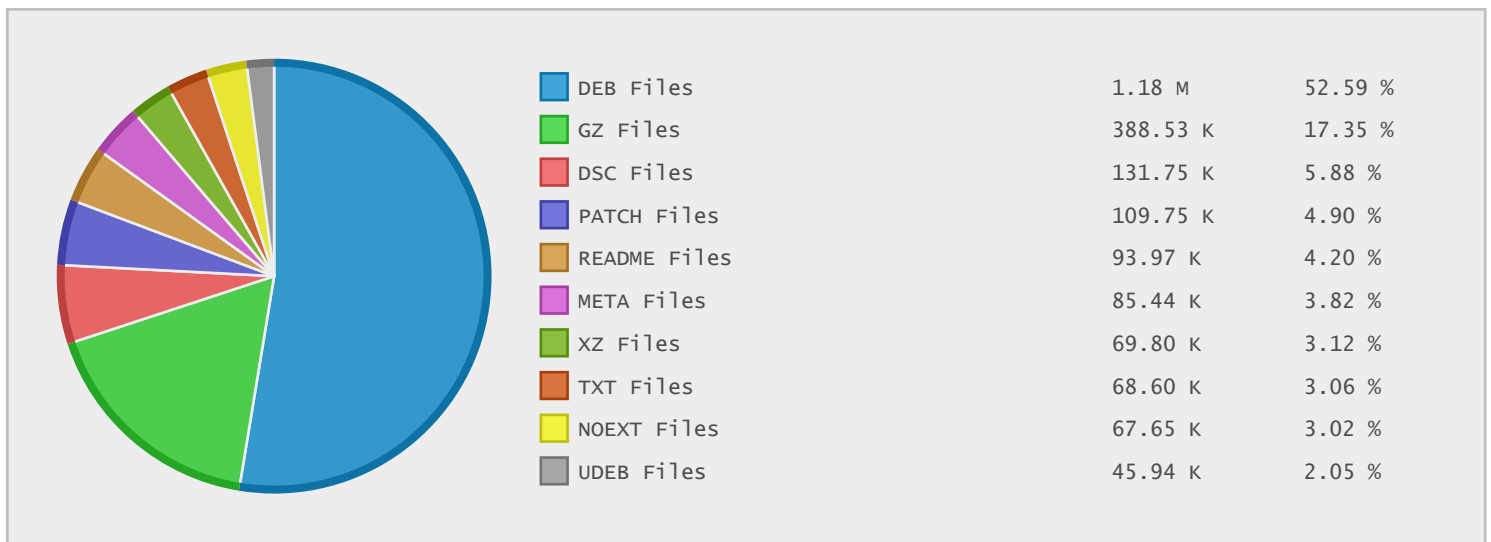 DEB Files 1.18 M 52.59 %
GZ Files 388.53 K 17.35 %
DSC Files 131.75 K 5.88 %
PATCH Files 109.75 K 4.90 %
README Files 93.97 K 4.20 %
META Files 85.44 K 3.82 %
XZ Files 69.80 K 3.12 %
TXT Files 68.60 K 3.06 %
NOEXT Files 67.65 K 3.02 %
UDEB Files 45.94 K 2.05 %